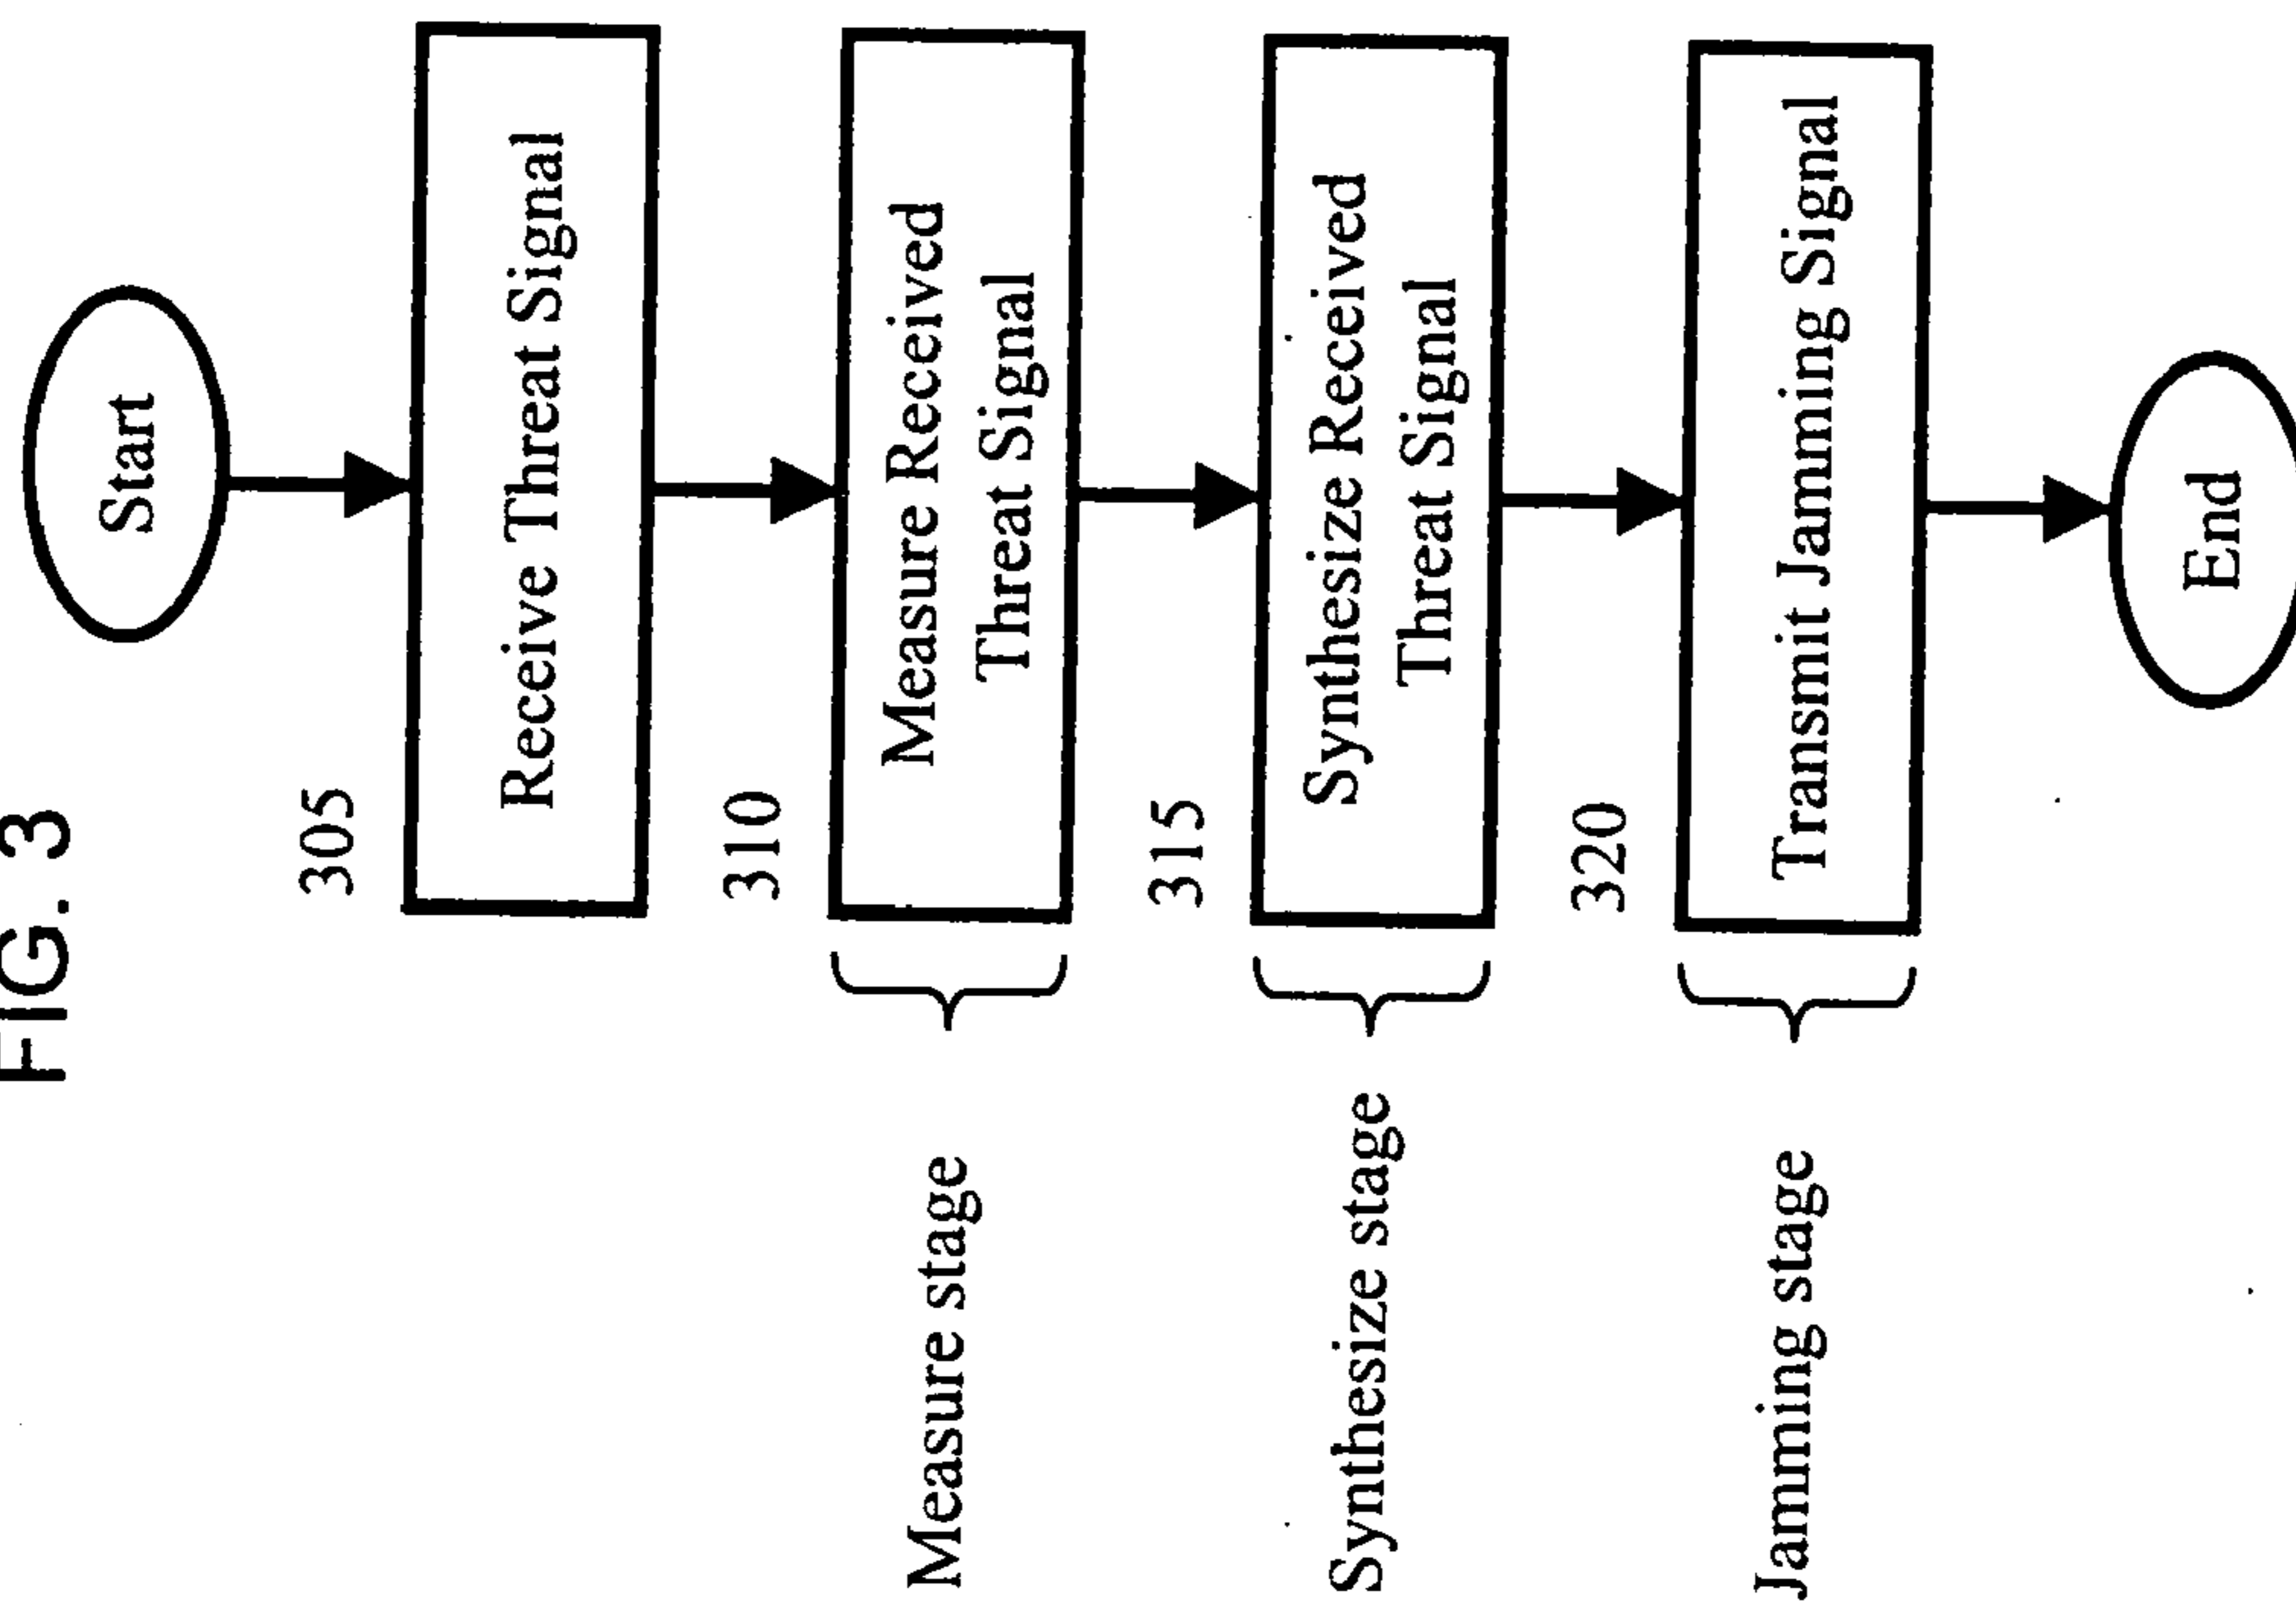 FIG. 3
Start
305
Receive Threat Signal
310
Measure stage
Measure Received
Threat Signal
315
Synthesize stage
Synthesize Received
Threat Signal
320
Jamming stage
Transmit Jamming Signal
End